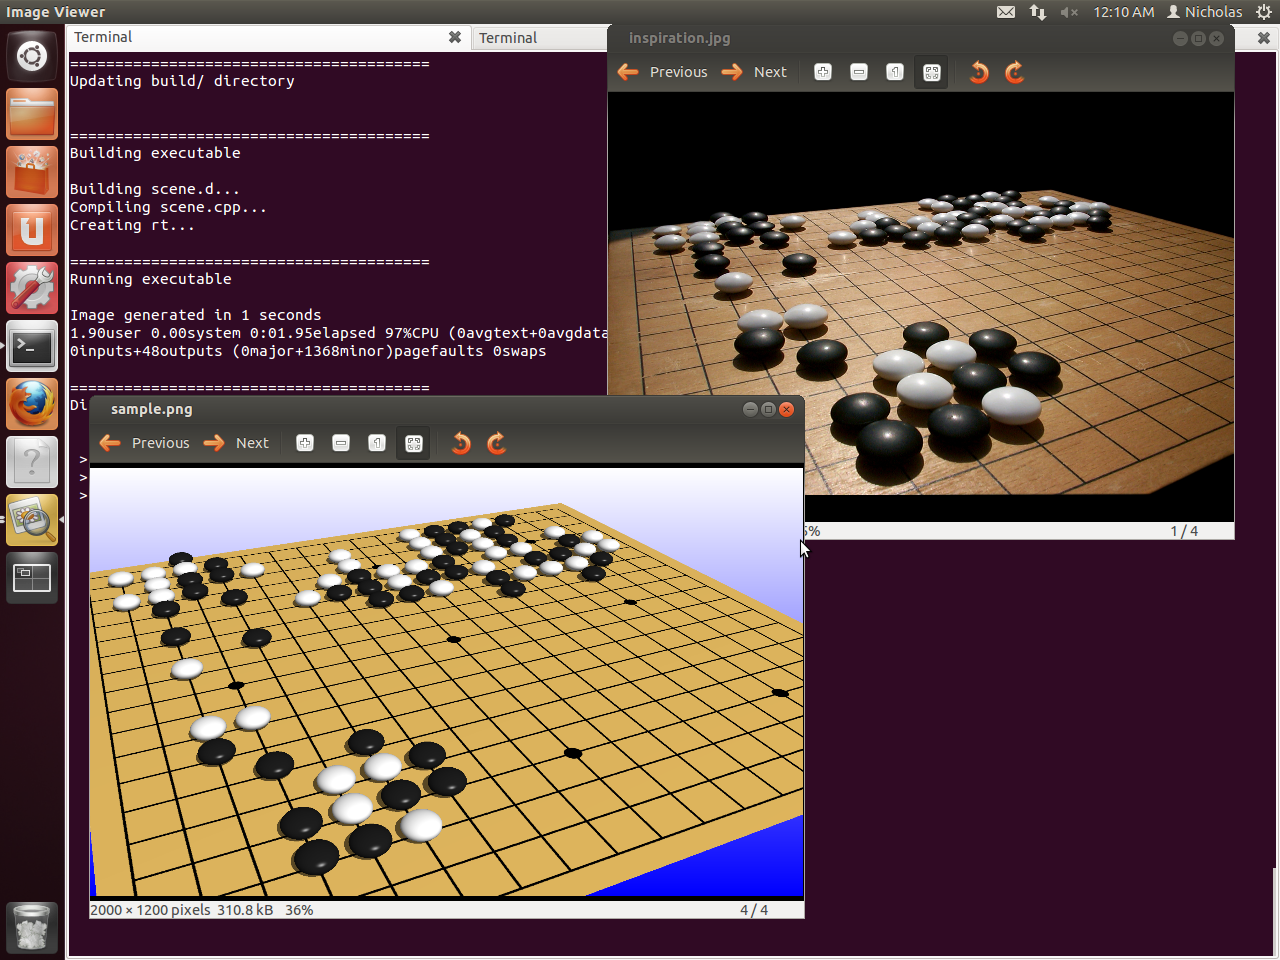 Image Viewer
12:10 AM Nicholas
Terminal
Terminal
========================================
Updating build/ directory
========================================
Building executable
Building scene.d...
Compiling scene.cpp...
Creating rt...
========================================
Running executable
Image generated in 1 seconds
1.90user 0.00system 0:01.95elapsed 97%CPU (0avgtext+0avgdata
0inputs+48outputs (0major+1368minor)pagefaults 0swaps
========================================
Di
>
>
>
inspiration.jpg
Previous Next
%
1 / 4
sample.png
Previous Next
2000 × 1200 pixels 310.8 kB 36%
4 / 4